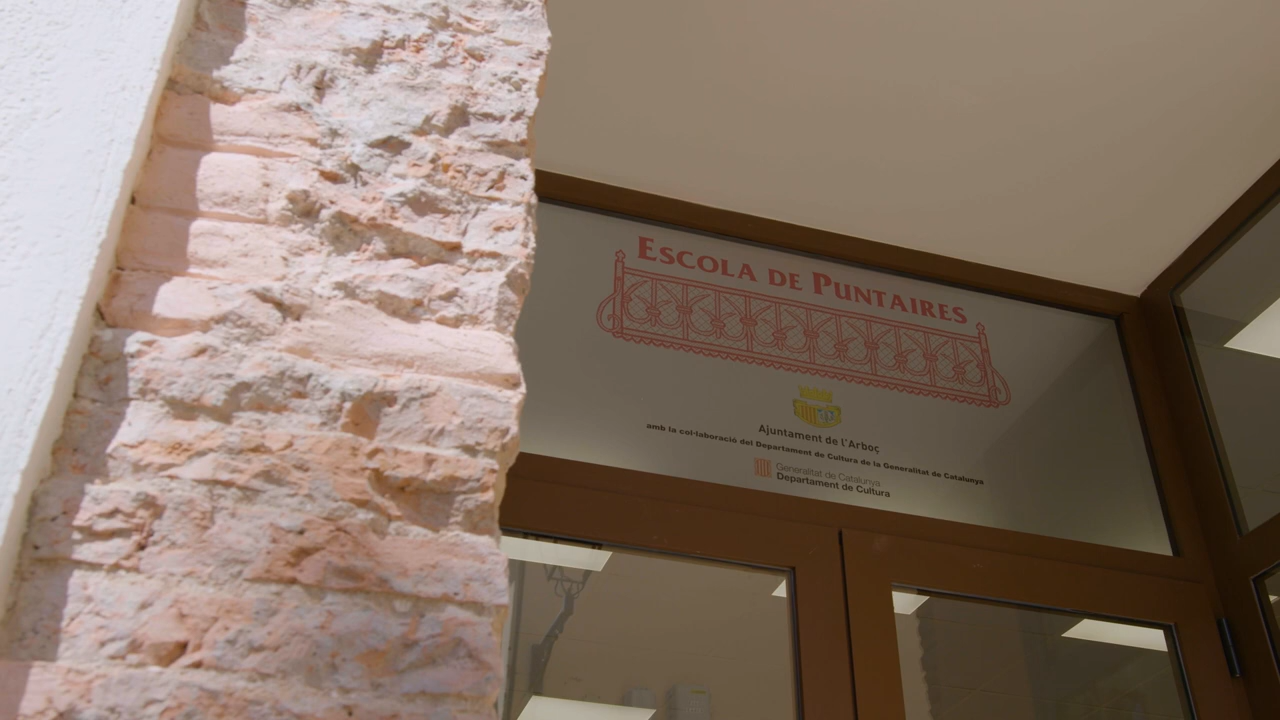 ESCOLA DE PUNTAIRES
Ajuntament de l'Arboç
amb la col·laboració del Departament de Cultura de la Generalitat de Catalunya
Generalitat de Catalunya
Departament de Cultura